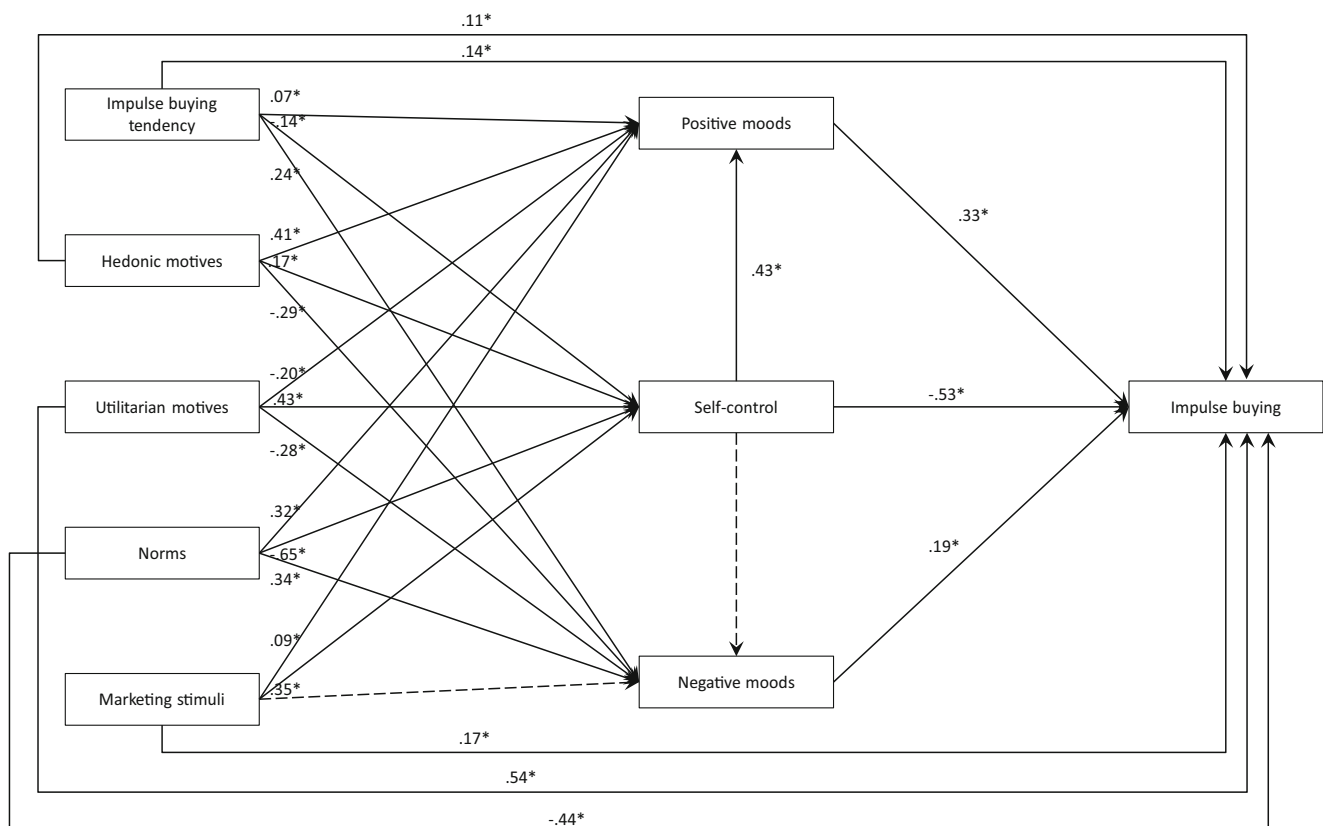 .11*
.14*
Impulse buying
tendency
.07*
-.14*
.24*
Positive moods
Hedonic motives
.41*
.17*
-.29*
.33*
.43*
Utilitarian motives
-.20*
.43*
-.28*
Self-control
-.53*
Impulse buying
Norms
.32*
-.65*
.34*
.19*
Marketing stimuli
.09*
.35*
Negative moods
.17*
.54*
-.44*